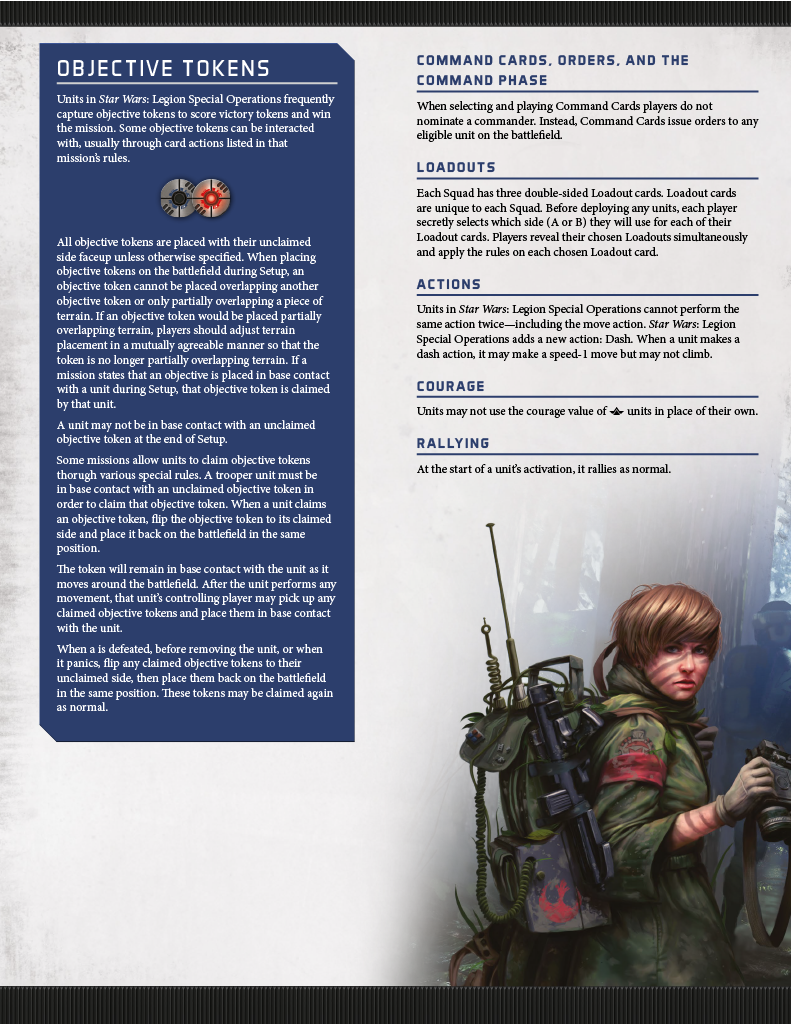 OBJECTIVE TOKENS
Units in Star Wars: Legion Special Operations frequently
capture objective tokens to score victory tokens and win
the mission. Some objective tokens can be interacted
with, usually through card actions listed in that
mission's rules.
All objective tokens are placed with their unclaimed
side faceup unless otherwise specified. When placing
objective tokens on the battlefield during Setup, an
objective token cannot be placed overlapping another
objective token or only partially overlapping a piece of
terrain. If an objective token would be placed partially
overlapping terrain, players should adjust terrain
placement in a mutually agreeable manner so that the
token is no longer partially overlapping terrain. If a
mission states that an objective is placed in base contact
with a unit during Setup, that objective token is claimed
by that unit.
A unit may not be in base contact with an unclaimed
objective token at the end of Setup.
Some missions allow units to claim objective tokens
thorugh various special rules. A trooper unit must be
in base contact with an unclaimed objective token in
order to claim that objective token. When a unit claims
an objective token, flip the objective token to its claimed
side and place it back on the battlefield in the same
position.
The token will remain in base contact with the unit as it
moves around the battlefield. After the unit performs any
movement, that unit's controlling player may pick up any
claimed objective tokens and place them in base contact
with the unit.
When a is defeated, before removing the unit, or when
it panics, flip any claimed objective tokens to their
unclaimed side, then place them back on the battlefield
in the same position. These tokens may be claimed again
as normal.
COMMAND CARDS, ORDERS, AND THE
COMMAND PHASE
When selecting and playing Command Cards players do not
nominate a commander. Instead, Command Cards issue orders to any
eligible unit on the battlefield.
LOADOUTS
Each Squad has three double-sided Loadout cards. Loadout cards
are unique to each Squad. Before deploying any units, each player
secretly selects which side (A or B) they will use for each of their
Loadout cards. Players reveal their chosen Loadouts simultaneously
and apply the rules on each chosen Loadout card.
ACTIONS
Units in Star Wars: Legion Special Operations cannot perform the
same action twice—including the move action. Star Wars: Legion
Special Operations adds a new action: Dash. When a unit makes a
dash action, it may make a speed-1 move but may not climb.
COURAGE
Units may not use the courage value of units in place of their own.
RALLYING
At the start of a unit's activation, it rallies as normal.